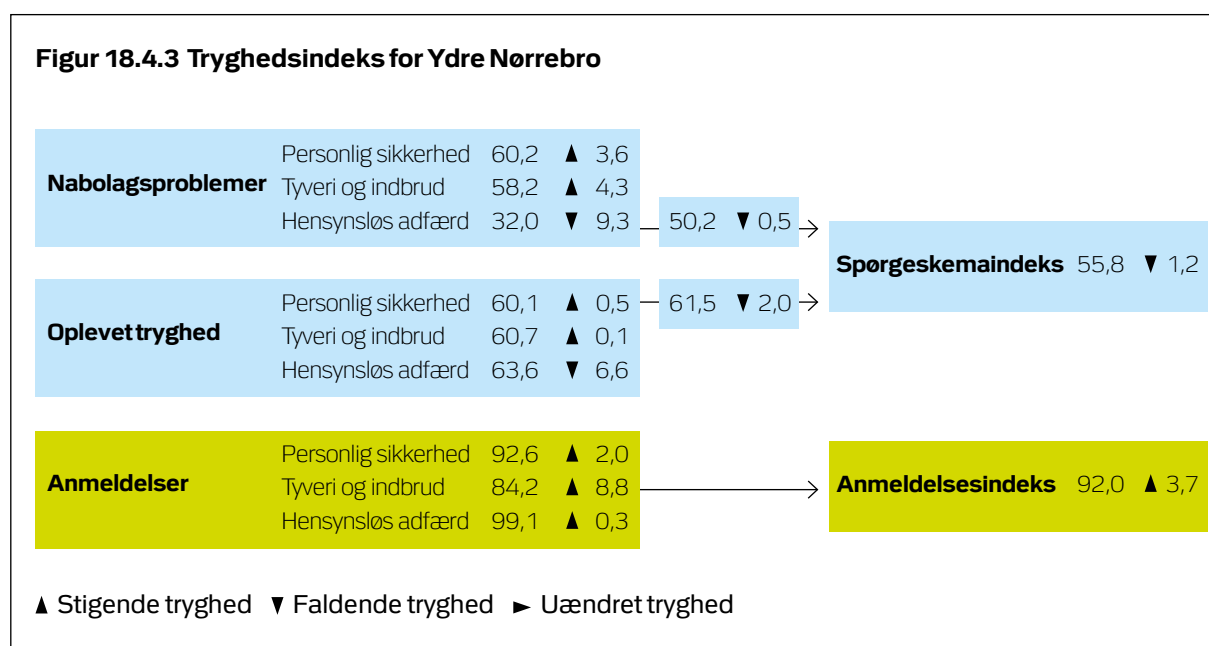 Figur 18.4.3 Tryghedsindeks for Ydre Nørrebro
Nabolagsproblemer
Personlig sikkerhed 60,2 ▲ 3,6
Tyveri og indbrud 58,2 ▲ 4,3
Hensynsløs adfærd 32,0 ▼ 9,3
50,2 ▼ 0,5
Oplevet tryghed
Personlig sikkerhed 60,1 ▲ 0,5
Tyveri og indbrud 60,7 ▲ 0,1
Hensynsløs adfærd 63,6 ▼ 6,6
61,5 ▼ 2,0
Spørgeskemaindeks 55,8 ▼ 1,2
Anmeldelser
Personlig sikkerhed 92,6 ▲ 2,0
Tyveri og indbrud 84,2 ▲ 8,8
Hensynsløs adfærd 99,1 ▲ 0,3
Anmeldelsesindeks 92,0 ▲ 3,7
▲ Stigende tryghed ▼ Faldende tryghed ► Uændret tryghed